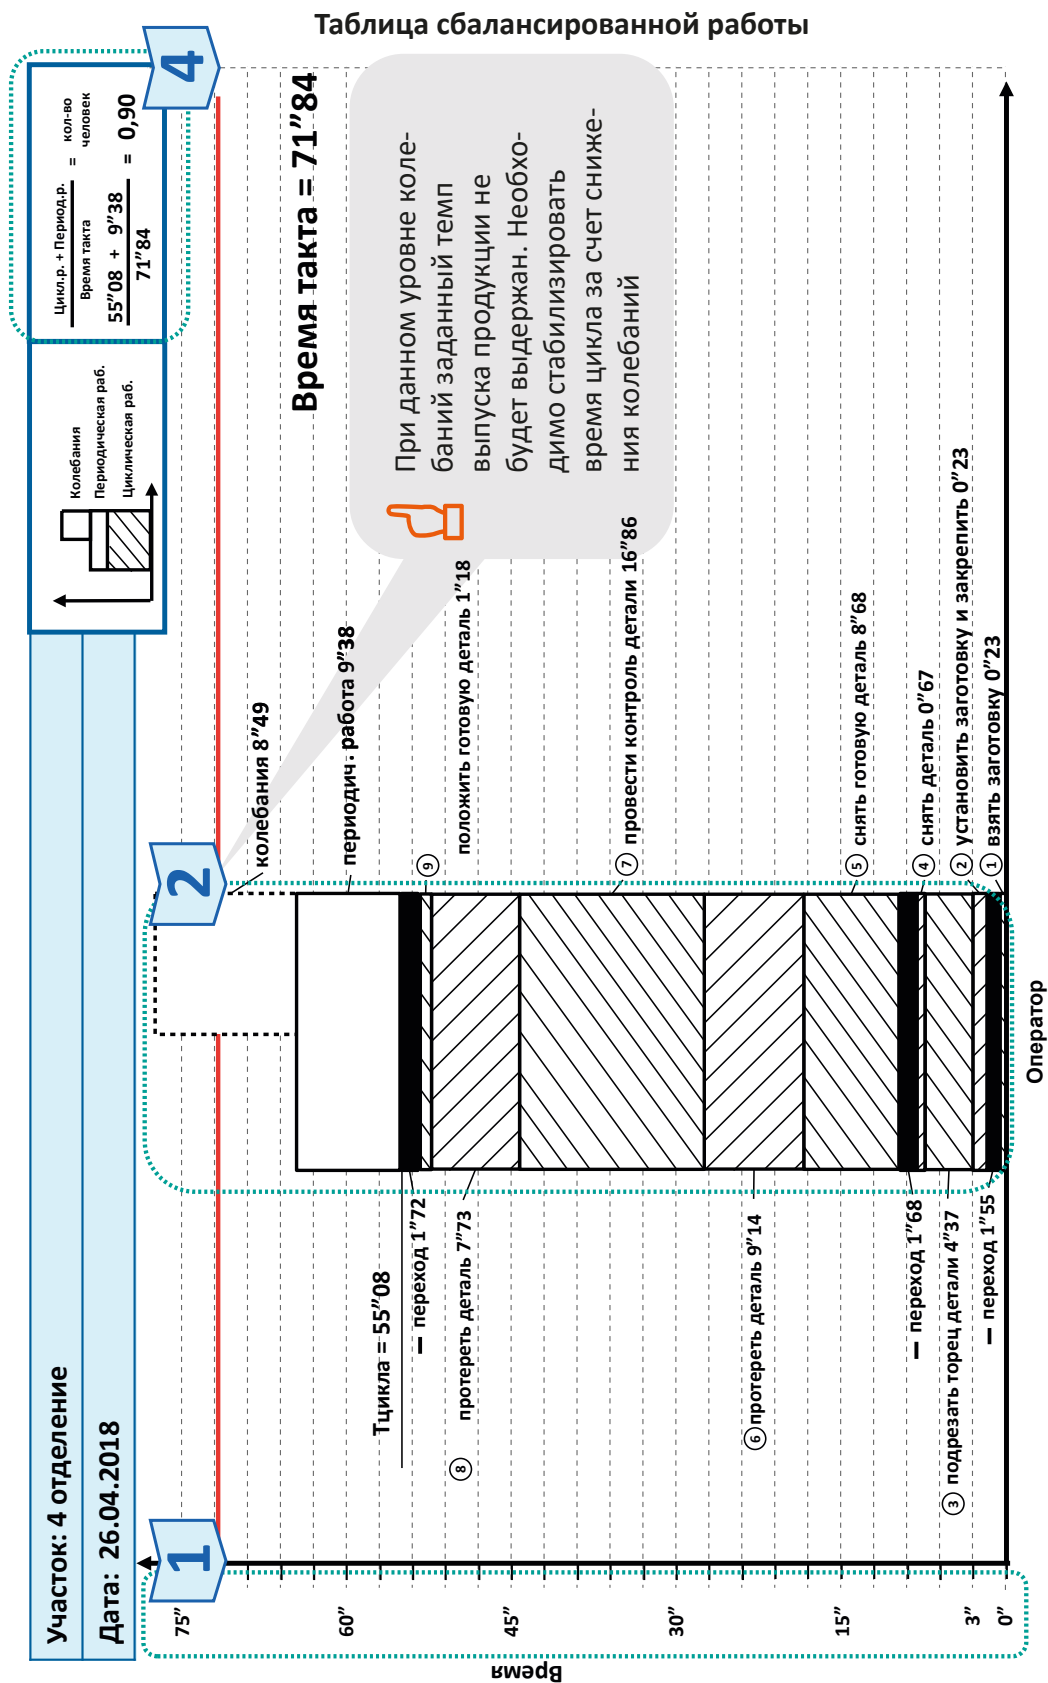 Таблица сбалансированной работы
Участок: 4 отделение
Дата: 26.04.2018
Колебания
Периодическая раб.
Циклическая раб.
Цикл.р. + Период.р.
Время такта
=
кол-во
человек
55”08 + 9”38
71”84
= 0,90
1
2
4
Время такта = 71”84
При данном уровне коле-
баний заданный темп
выпуска продукции не
будет выдержан. Необхо-
димо стабилизировать
время цикла за счет сниже-
ния колебаний
колебания 8”49
периодич. работа 9”38
Тцикла = 55”08
переход 1”72
9 положить готовую деталь 1”18
8 протереть деталь 7”73
7 провести контроль детали 16”86
6 протереть деталь 9”14
5 снять готовую деталь 8”68
переход 1”68
4 снять деталь 0”67
3 подрезать торец детали 4”37
2 установить заготовку и закрепить 0”23
переход 1”55
1 взять заготовку 0”23
75”
60”
45”
30”
15”
3”
0”
Время
Оператор